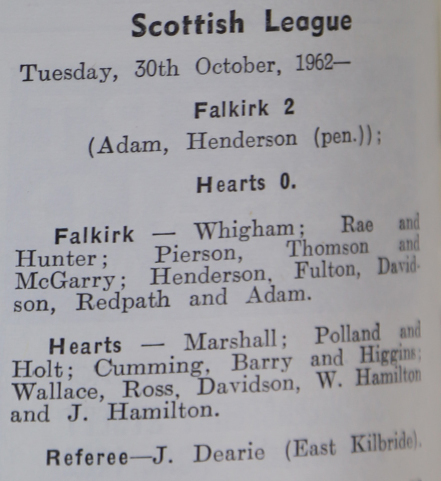 Scottish League
Tuesday, 30th October, 1962—
Falkirk 2
(Adam, Henderson (pen.));
Hearts 0.
Falkirk — Whigham; Rae and
Hunter; Pierson, Thomson and
McGarry; Henderson, Fulton, David-
son, Redpath and Adam.
Hearts — Marshall; Polland and
Holt; Cumming, Barry and Higgins;
Wallace, Ross, Davidson, W. Hamilton
and J. Hamilton.
Referee—J. Dearie (East Kilbride).